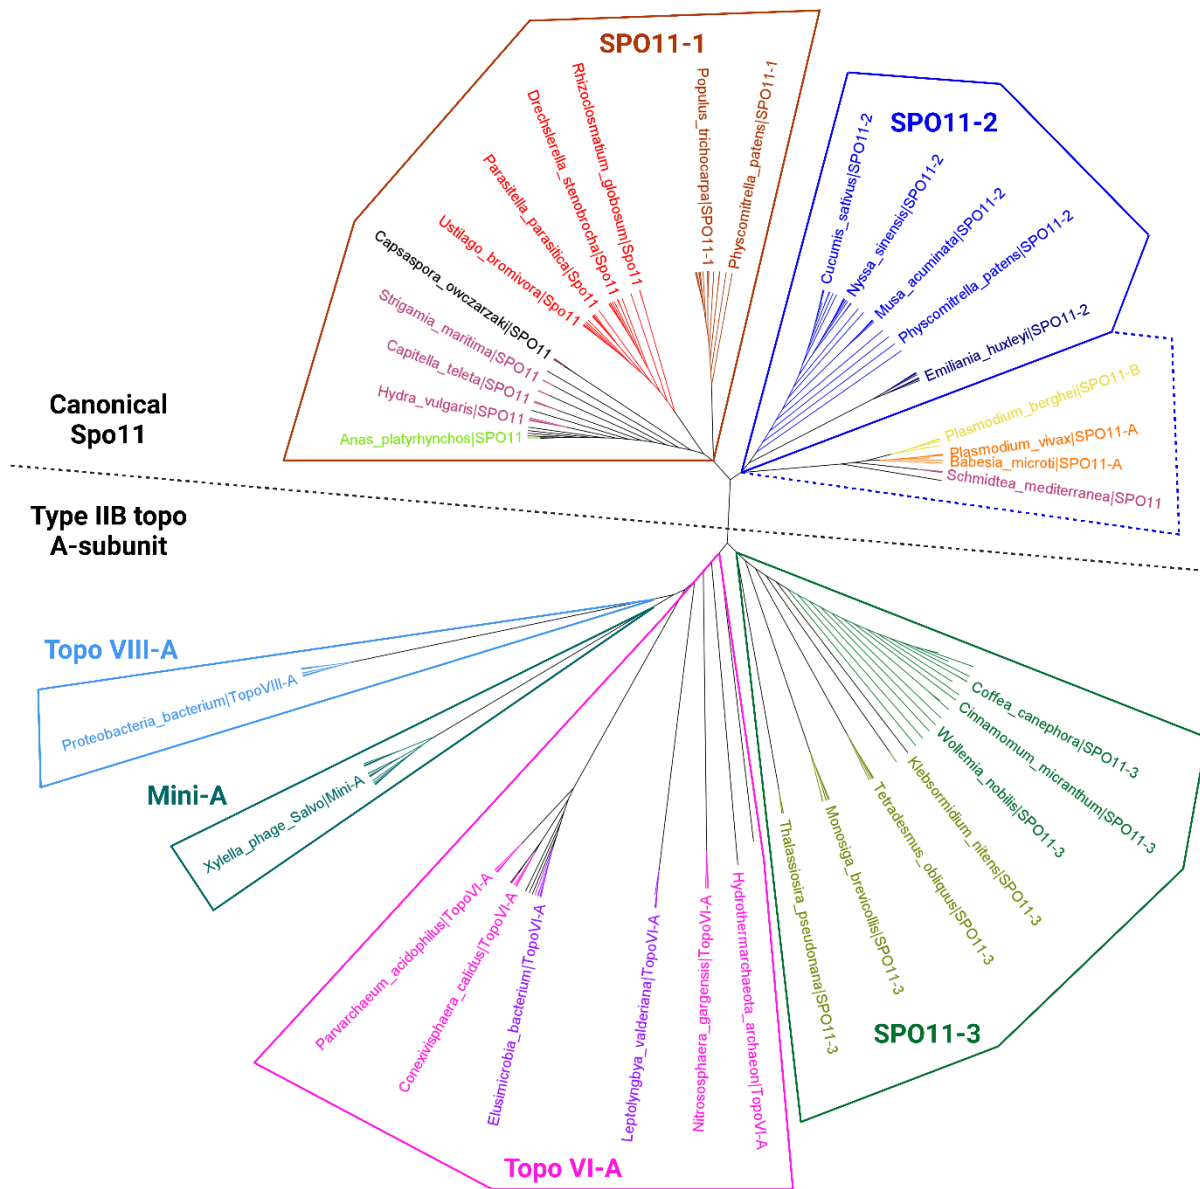 SPO11-1
Rhizoclosmatium_globosum|Spo11
Drechslerella_stenobrocha|Spo11
Parasitella_parasitica|Spo11
Ustilago_bromivora|Spo11
Capsaspora_owczarzaki|SPO11
Strigamia_maritima|SPO11
Capitella_teleta|SPO11
Hydra_vulgaris|SPO11
Anas_platyrhynchos|SPO11
Populus_trichocarpa|SPO11-1
Physcomitrella_patens|SPO11-1
SPO11-2
Cucumis_sativus|SPO11-2
Nyssa_sinensis|SPO11-2
Musa_acuminata|SPO11-2
Physcomitrella_patens|SPO11-2
Emiliania_huxley|SPO11-2
Plasmodium_berghei|SPO11-B
Plasmodium_vivax|SPO11-A
Babesia_microti|SPO11-A
Schmidtea_mediterranea|SPO11
Canonical
Spo11
Type IIB topo
A-subunit
Topo VIII-A
Proteobacteria_bacterium|TopoVIII-A
Mini-A
Xylella_phage_Salvo|Mini-A
Parvarchaeum_acidophilus|TopoVI-A
Conexivisphaera_calidus|TopoVI-A
Elusimicrobia_bacterium|TopoVI-A
Leptolyngbya_valderiana|TopoVI-A
Nitrososphaera_gargensis|TopoVI-A
Hydrothermarchaeota_archaeon|TopoVI-A
Topo VI-A
Coffea_canephora|SPO11-3
Cinnamomum_micranthum|SPO11-3
Wollemia_nobilis|SPO11-3
Klebsormidium_nitens|SPO11-3
Tetradesmus_obliquus|SPO11-3
Monosiga_brevicollis|SPO11-3
Thalassiosira_pseudonana|SPO11-3
SPO11-3